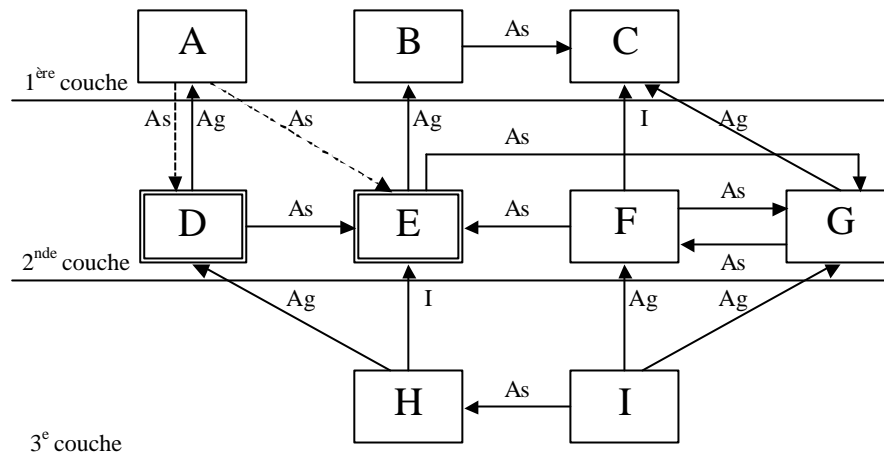 A B As C
1ère couche
As Ag As Ag I Ag
As
D As E As F As G
2nde couche As
Ag I Ag Ag
H As I
3e couche